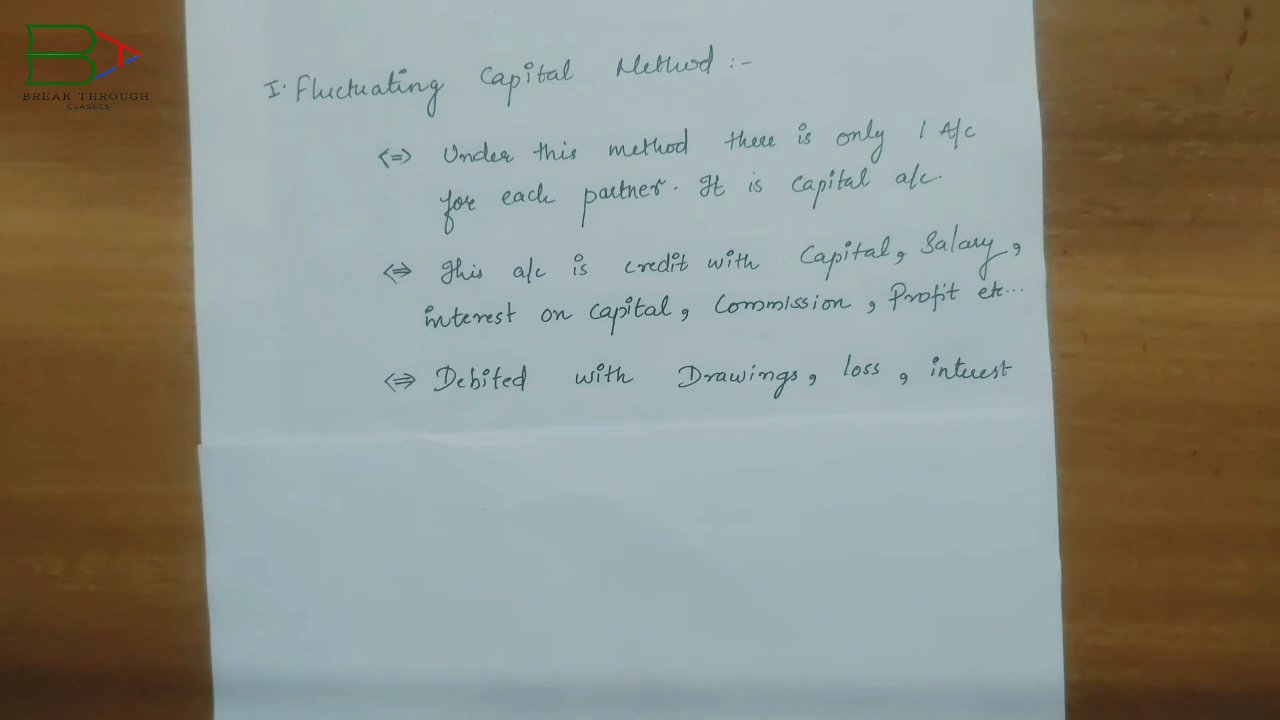 BREAK THROUGH
CLASSES
I. Fluctuating Capital Method :-
<=> Under this method there is only 1 A/c
for each partner. It is Capital a/c
<=> This a/c is credit with Capital, Salary,
interest on Capital, Commission, Profit etc...
<=> Debited with Drawings, loss, interest